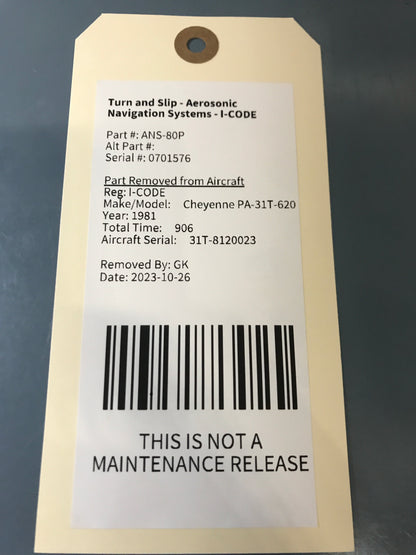 Turn and Slip - Aerosonic
Navigation Systems - I-CODE
Part #: ANS-80P
Alt Part #:
Serial #: 0701576
Part Removed from Aircraft
Reg: I-CODE
Make/Model: Cheyenne PA-31T-620
Year: 1981
Total Time: 906
Aircraft Serial: 31T-8120023
Removed By: GK
Date: 2023-10-26
THIS IS NOT A
MAINTENANCE RELEASE